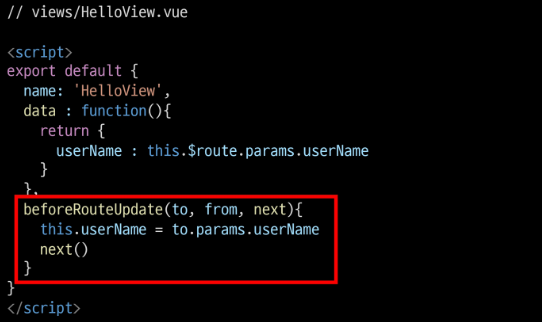 // views/HelloView.vue
<script>
export default {
  name: 'HelloView',
  data : function(){
    return {
      userName : this.$route.params.userName
    }
  },
  beforeRouteUpdate(to, from, next){
    this.userName = to.params.userName
    next()
  }
}
</script>